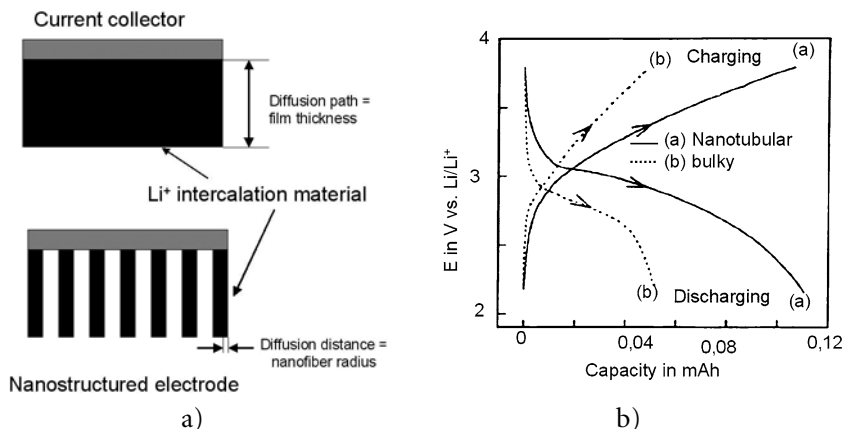 Current collector
Diffusion path =
film thickness
Li⁺ intercalation material
Diffusion distance =
nanofiber radius
Nanostructured electrode
a)
4
3
2
E in V vs. Li/Li⁺
(b)
Charging
(a)
(a) Nanotubular
(b) bulky
(b)
Discharging
(a)
0
0,04
0,08
0,12
Capacity in mAh
b)